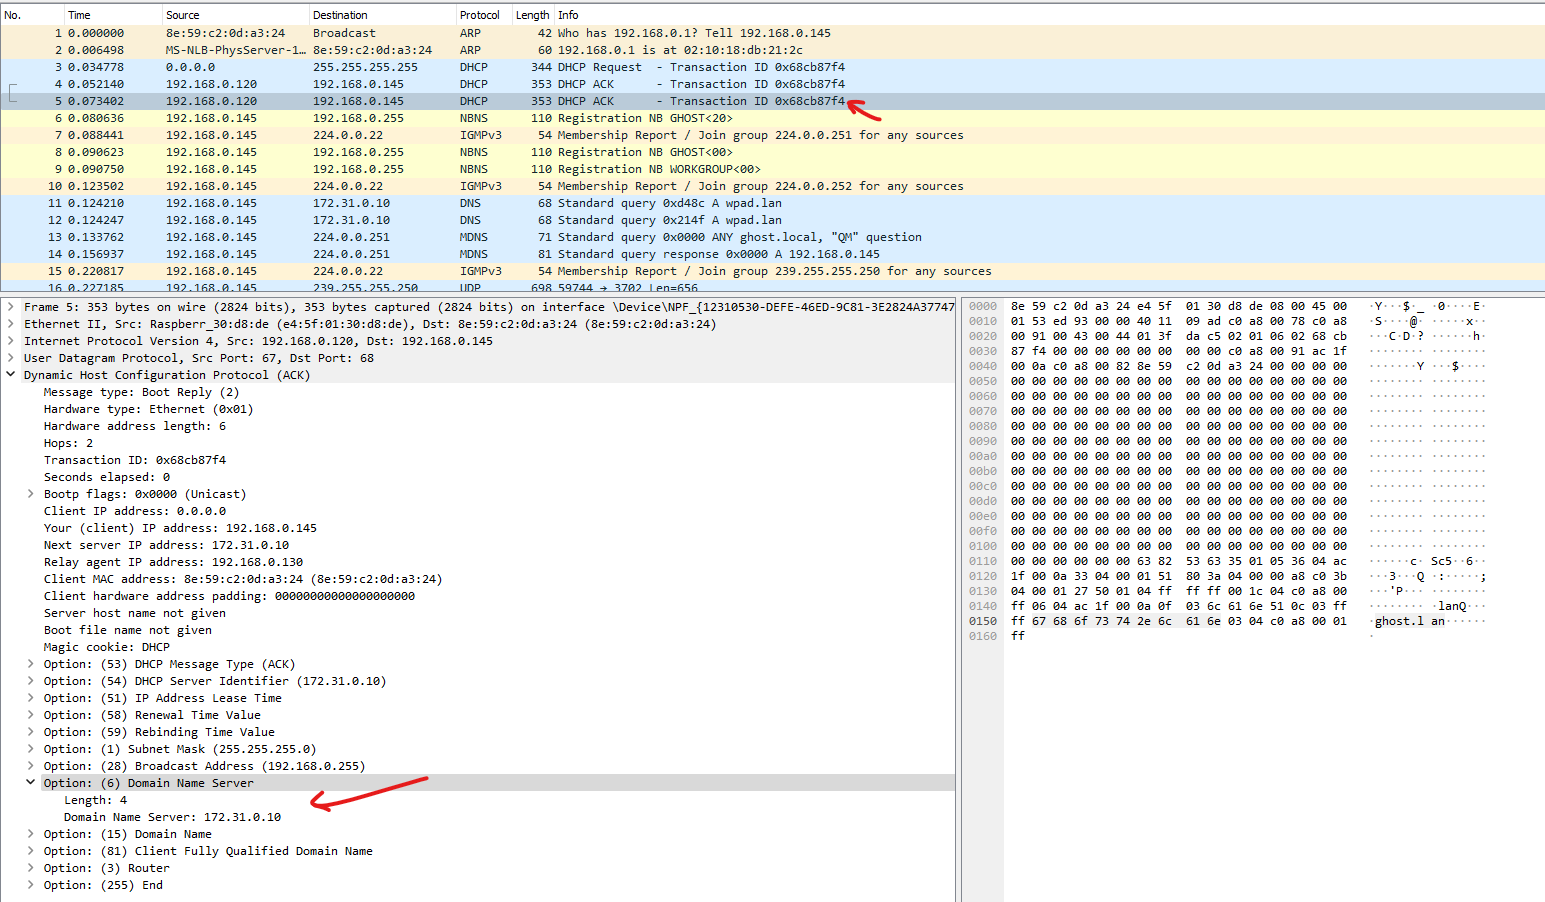 No. Time Source Destination Protocol Length Info
1 0.000000 8e:59:c2:0d:a3:24 Broadcast ARP 42 Who has 192.168.0.1? Tell 192.168.0.145
2 0.006498 MS-NLB-PhysServer-1… 8e:59:c2:0d:a3:24 ARP 60 192.168.0.1 is at 02:10:18:db:21:2c
3 0.034778 0.0.0.0 255.255.255.255 DHCP 344 DHCP Request - Transaction ID 0x68cb87f4
4 0.052140 192.168.0.120 192.168.0.145 DHCP 353 DHCP ACK - Transaction ID 0x68cb87f4
5 0.073402 192.168.0.120 192.168.0.145 DHCP 353 DHCP ACK - Transaction ID 0x68cb87f4
6 0.080636 192.168.0.145 192.168.0.255 NBNS 110 Registration NB GHOST<20>
7 0.088441 192.168.0.145 224.0.0.22 IGMPv3 54 Membership Report / Join group 224.0.0.251 for any sources
8 0.090623 192.168.0.145 192.168.0.255 NBNS 110 Registration NB GHOST<00>
9 0.090750 192.168.0.145 192.168.0.255 NBNS 110 Registration NB WORKGROUP<00>
10 0.123502 192.168.0.145 224.0.0.22 IGMPv3 54 Membership Report / Join group 224.0.0.252 for any sources
11 0.124210 192.168.0.145 172.31.0.10 DNS 68 Standard query 0xd48c A wpad.lan
12 0.124247 192.168.0.145 172.31.0.10 DNS 68 Standard query 0x214f A wpad.lan
13 0.133762 192.168.0.145 224.0.0.251 MDNS 71 Standard query 0x0000 ANY ghost.local, "QM" question
14 0.156937 192.168.0.145 224.0.0.251 MDNS 81 Standard query response 0x0000 A 192.168.0.145
15 0.220817 192.168.0.145 224.0.0.22 IGMPv3 54 Membership Report / Join group 239.255.255.250 for any sources
16 0.227185 192.168.0.145 239.255.255.250 UDP 698 59744 → 3702 Len=656
Frame 5: 353 bytes on wire (2824 bits), 353 bytes captured (2824 bits) on interface \Device\NPF_{12310530-DEFE-46ED-9C81-3E2824A37747
Ethernet II, Src: Raspberr_30:d8:de (e4:5f:01:30:d8:de), Dst: 8e:59:c2:0d:a3:24 (8e:59:c2:0d:a3:24)
Internet Protocol Version 4, Src: 192.168.0.120, Dst: 192.168.0.145
User Datagram Protocol, Src Port: 67, Dst Port: 68
Dynamic Host Configuration Protocol (ACK)
Message type: Boot Reply (2)
Hardware type: Ethernet (0x01)
Hardware address length: 6
Hops: 2
Transaction ID: 0x68cb87f4
Seconds elapsed: 0
Bootp flags: 0x0000 (Unicast)
Client IP address: 0.0.0.0
Your (client) IP address: 192.168.0.145
Next server IP address: 172.31.0.10
Relay agent IP address: 192.168.0.130
Client MAC address: 8e:59:c2:0d:a3:24 (8e:59:c2:0d:a3:24)
Client hardware address padding: 00000000000000000000
Server host name not given
Boot file name not given
Magic cookie: DHCP
Option: (53) DHCP Message Type (ACK)
Option: (54) DHCP Server Identifier (172.31.0.10)
Option: (51) IP Address Lease Time
Option: (58) Renewal Time Value
Option: (59) Rebinding Time Value
Option: (1) Subnet Mask (255.255.255.0)
Option: (28) Broadcast Address (192.168.0.255)
Option: (6) Domain Name Server
Length: 4
Domain Name Server: 172.31.0.10
Option: (15) Domain Name
Option: (81) Client Fully Qualified Domain Name
Option: (3) Router
Option: (255) End
0000 8e 59 c2 0d a3 24 e4 5f 01 30 d8 de 08 00 45 00 ·Y···$·_ ·0····E·
0010 01 53 ed 93 00 00 40 11 09 ad c0 a8 00 78 c0 a8 ·S····@· ·····x··
0020 00 91 00 43 00 44 01 3f da c5 02 01 06 02 68 cb ···C·D·? ······h·
0030 87 f4 00 00 00 00 00 00 00 00 c0 a8 00 91 ac 1f ········ ········
0040 00 0a c0 a8 00 82 8e 59 c2 0d a3 24 00 00 00 00 ·······Y ···$····
0050 00 00 00 00 00 00 00 00 00 00 00 00 00 00 00 00 ········ ········
0060 00 00 00 00 00 00 00 00 00 00 00 00 00 00 00 00 ········ ········
0070 00 00 00 00 00 00 00 00 00 00 00 00 00 00 00 00 ········ ········
0080 00 00 00 00 00 00 00 00 00 00 00 00 00 00 00 00 ········ ········
0090 00 00 00 00 00 00 00 00 00 00 00 00 00 00 00 00 ········ ········
00a0 00 00 00 00 00 00 00 00 00 00 00 00 00 00 00 00 ········ ········
00b0 00 00 00 00 00 00 00 00 00 00 00 00 00 00 00 00 ········ ········
00c0 00 00 00 00 00 00 00 00 00 00 00 00 00 00 00 00 ········ ········
00d0 00 00 00 00 00 00 00 00 00 00 00 00 00 00 00 00 ········ ········
00e0 00 00 00 00 00 00 00 00 00 00 00 00 00 00 00 00 ········ ········
00f0 00 00 00 00 00 00 00 00 00 00 00 00 00 00 00 00 ········ ········
0100 00 00 00 00 00 00 00 00 00 00 00 00 00 00 00 00 ········ ········
0110 00 00 00 00 00 00 63 82 53 63 35 01 05 36 04 ac ······c· Sc5··6··
0120 1f 00 0a 33 04 00 01 51 80 3a 04 00 00 a8 c0 3b ···3···Q ·:·····;
0130 04 00 01 27 50 01 04 ff ff ff 00 1c 04 c0 a8 00 ···'P··· ········
0140 ff 06 04 ac 1f 00 0a 0f 03 6c 61 6e 51 0c 03 ff ········ ·lanQ···
0150 ff 67 68 6f 73 74 2e 6c 61 6e 03 04 c0 a8 00 01 ·ghost.l an······
0160 ff ·